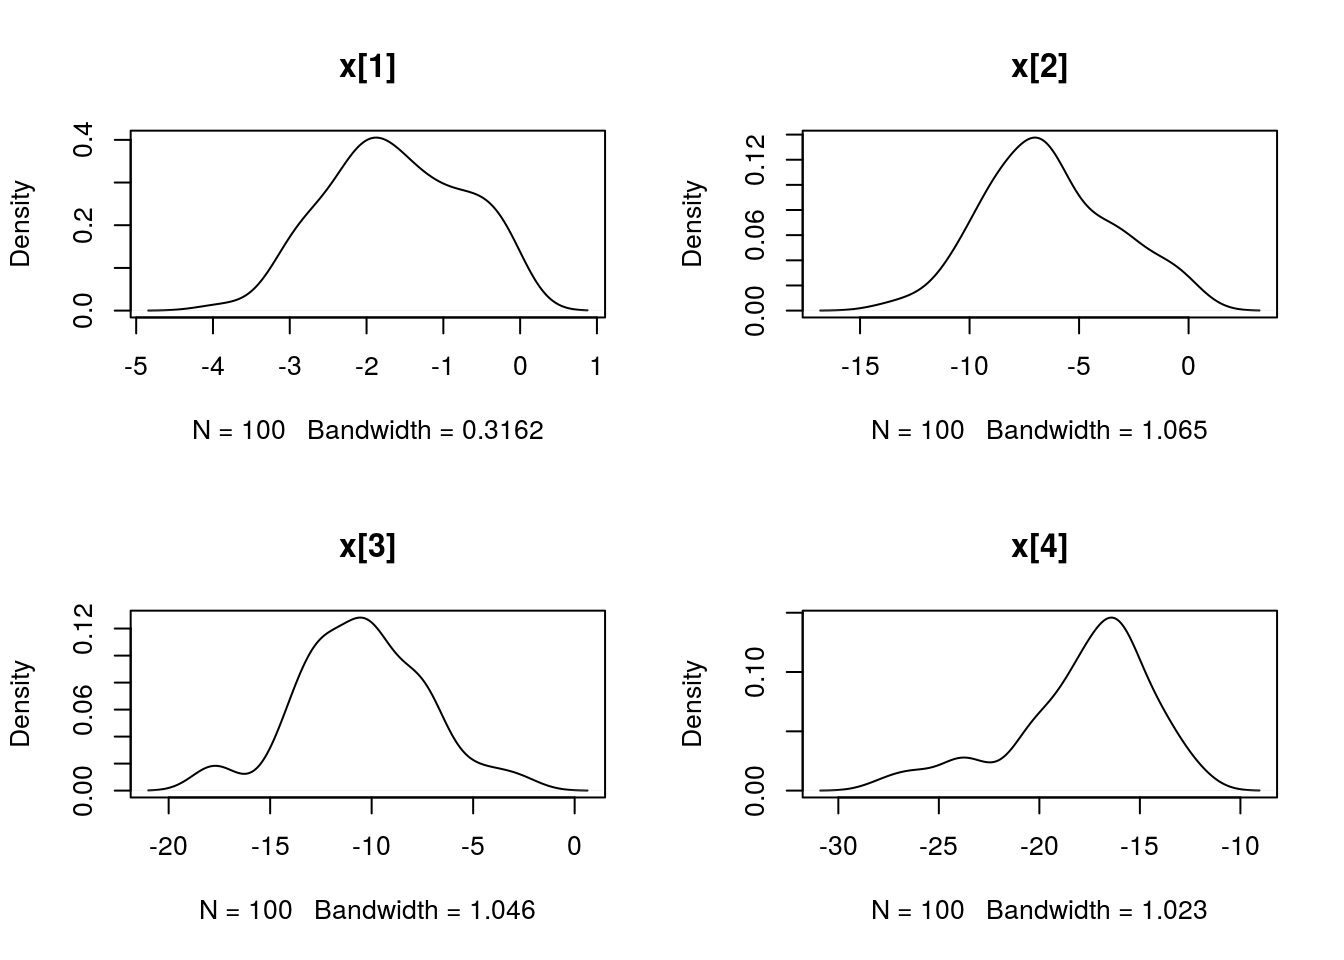 x[1]
Density
0.0 0.2 0.4
-5 -4 -3 -2 -1 0 1
N = 100 Bandwidth = 0.3162
x[2]
Density
0.00 0.06 0.12
-15 -10 -5 0
N = 100 Bandwidth = 1.065
x[3]
Density
0.00 0.06 0.12
-20 -15 -10 -5 0
N = 100 Bandwidth = 1.046
x[4]
Density
0.00 0.10
-30 -25 -20 -15 -10
N = 100 Bandwidth = 1.023